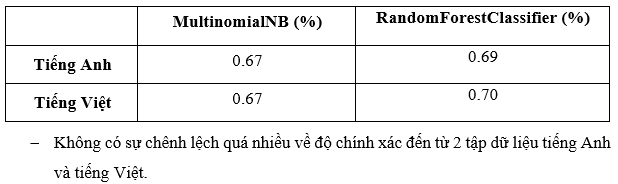 MultinomialNB (%) RandomForestClassifier (%)
Tiếng Anh 0.67 0.69
Tiếng Việt 0.67 0.70
– Không có sự chênh lệch quá nhiều về độ chính xác đến từ 2 tập dữ liệu tiếng Anh
và tiếng Việt.